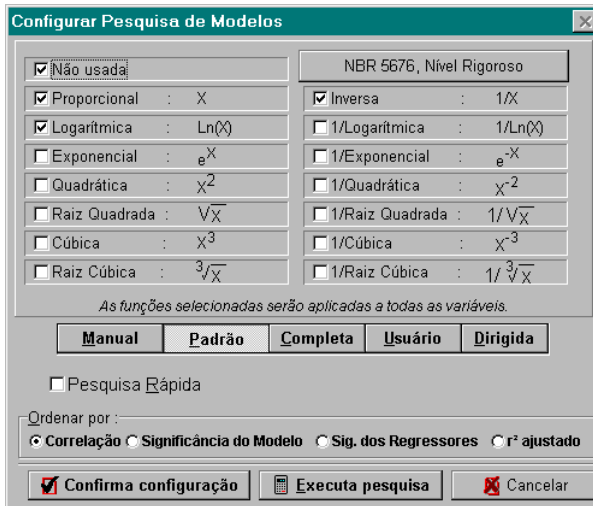 Configurar Pesquisa de Modelos
Não usada
NBR 5676, Nível Rigoroso
Proporcional : X
Inversa : 1/X
Logarítmica : Ln(X)
1/Logarítmica : 1/Ln(X)
Exponencial : e^X
1/Exponencial : e^-X
Quadrática : X^2
1/Quadrática : X^-2
Raiz Quadrada : √X
1/Raiz Quadrada : 1/√X
Cúbica : X^3
1/Cúbica : X^-3
Raiz Cúbica : ³√X
1/Raiz Cúbica : 1/ ³√X
As funções selecionadas serão aplicadas a todas as variáveis.
Manual Padrão Completa Usuário Dirigida
Pesquisa Rápida
Ordenar por :
Correlação Significância do Modelo Sig. dos Regressores r² ajustado
Confirma configuração Executa pesquisa Cancelar